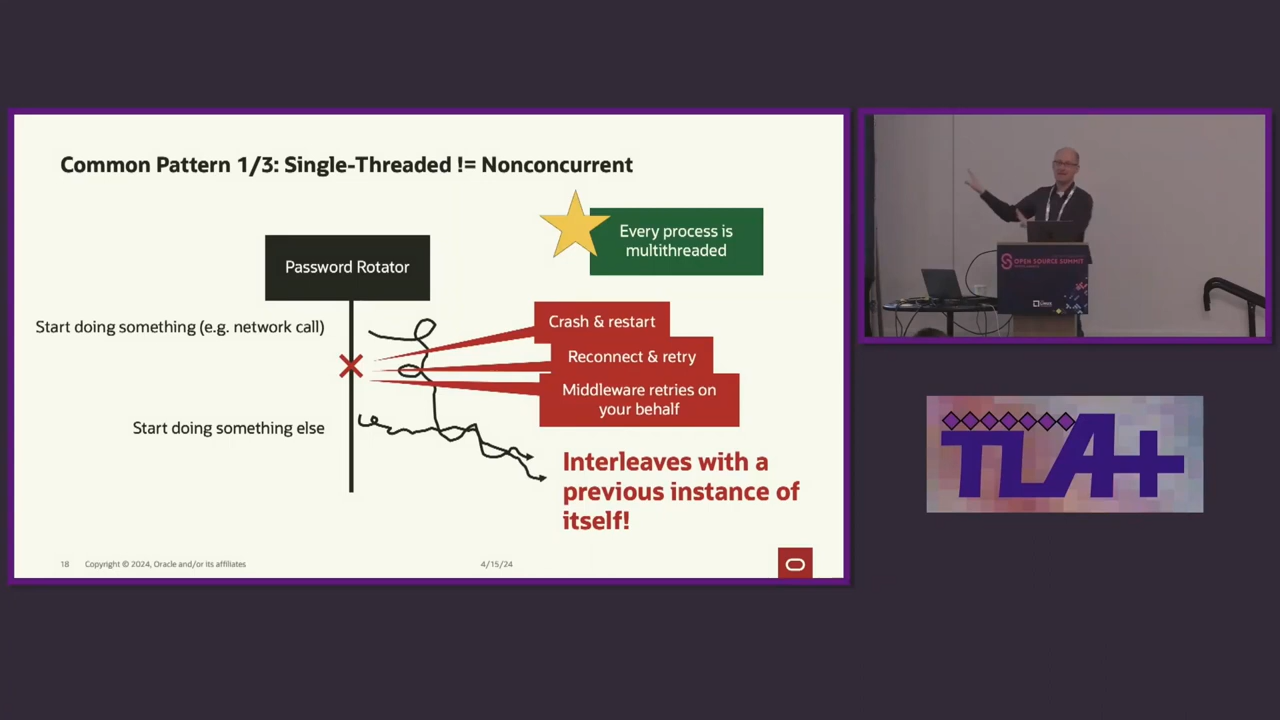 Common Pattern 1/3: Single-Threaded != Nonconcurrent
Every process is
multithreaded
Password Rotator
Start doing something (e.g. network call)
Crash & restart
Reconnect & retry
Middleware retries on
your behalf
Start doing something else
Interleaves with a
previous instance of
itself!
18 Copyright © 2024, Oracle and/or its affiliates 4/15/24
OPEN SOURCE SUMMIT
TLA+